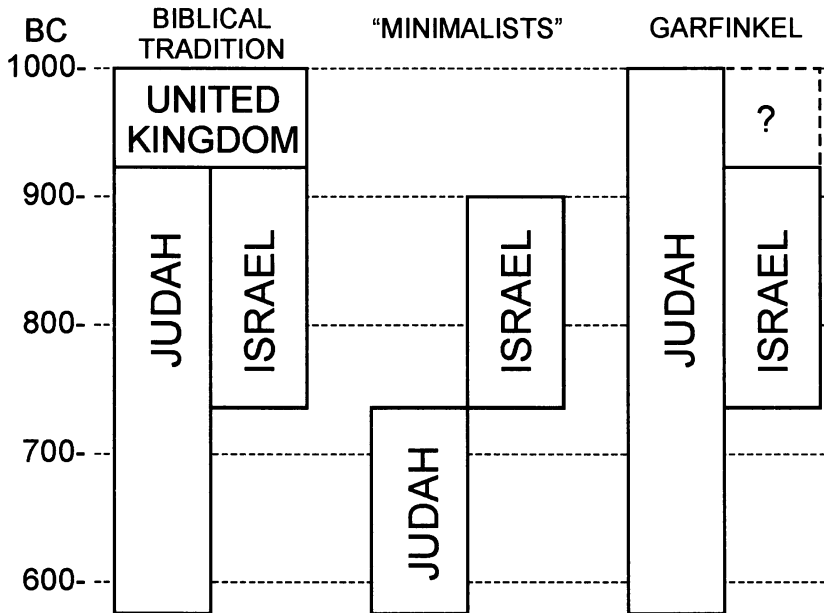 BC
BIBLICAL
TRADITION
“MINIMALISTS”
GARFINKEL
1000-
UNITED
KINGDOM
?
900-
JUDAH
ISRAEL
ISRAEL
JUDAH
ISRAEL
800-
700-
JUDAH
600-